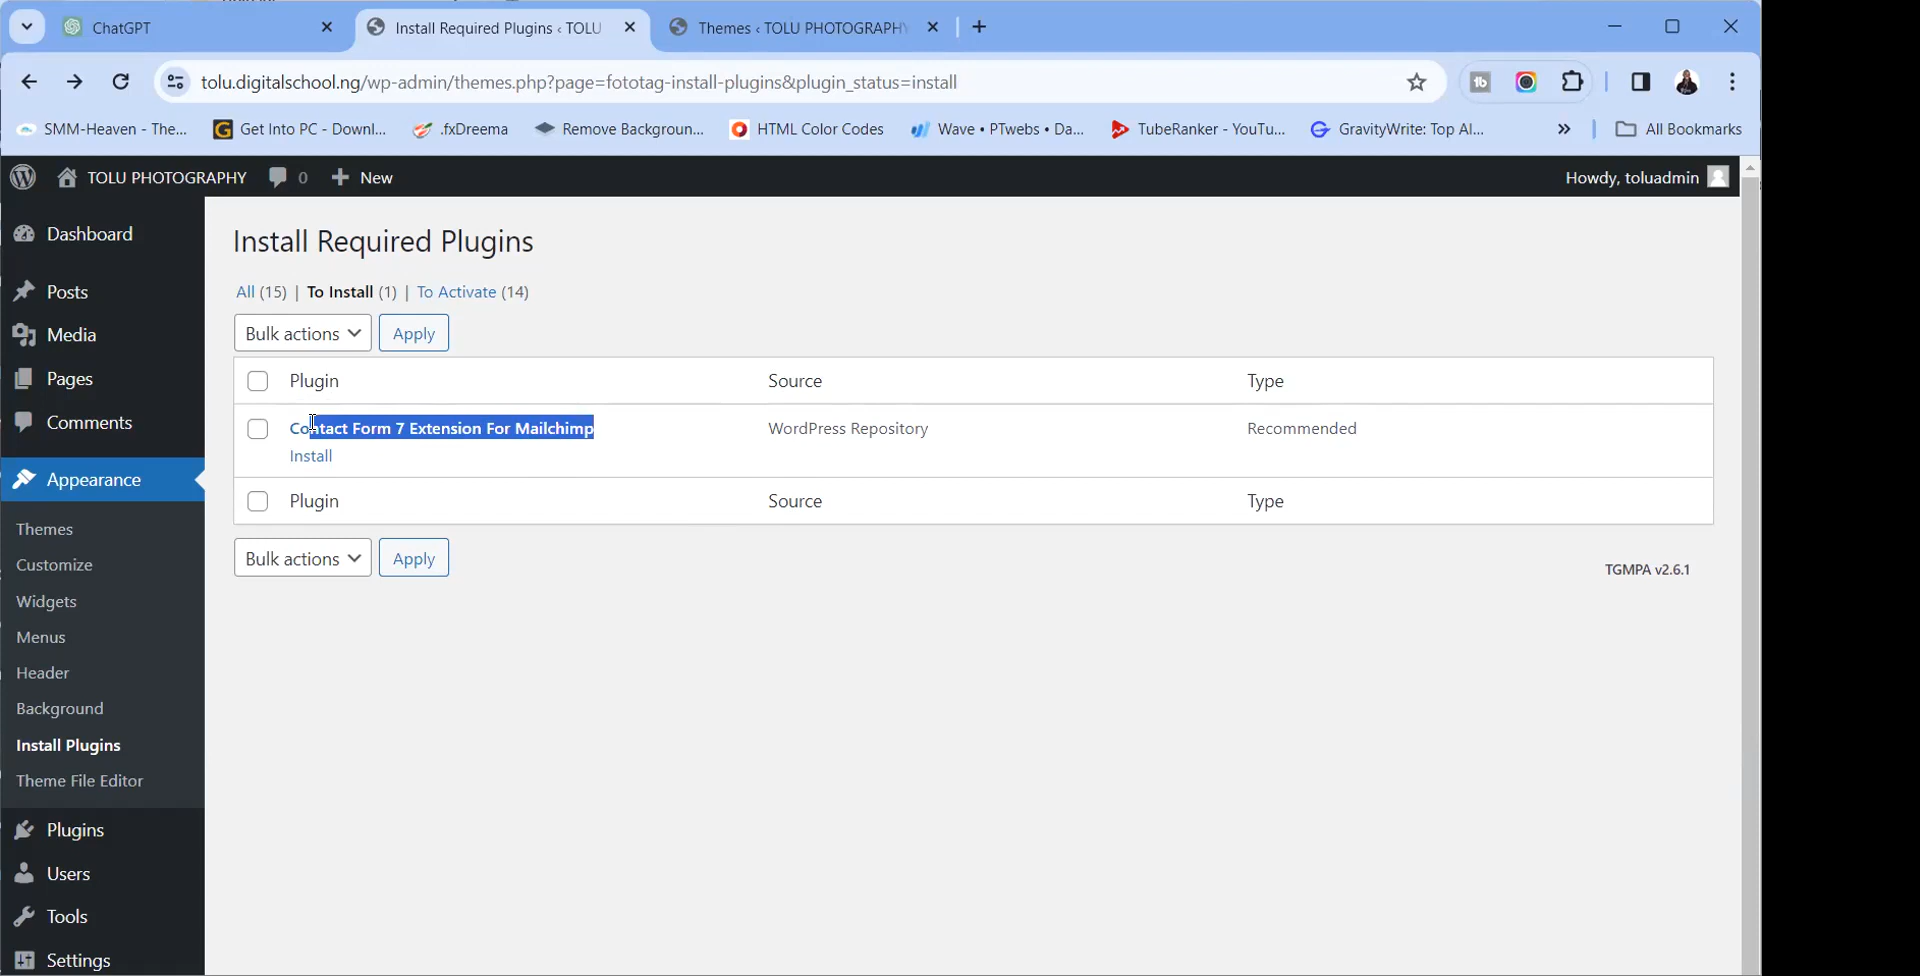 ChatGPT
Install Required Plugins ‹ TOLU
Themes ‹ TOLU PHOTOGRAPHY
tolu.digitalschool.ng/wp-admin/themes.php?page=fototag-install-plugins&plugin_status=install
SMM-Heaven - The... Get Into PC - Downl... .fxDreema Remove Backgroun... HTML Color Codes Wave • PTwebs • Da... TubeRanker - YouTu... GravityWrite: Top AI... » All Bookmarks
TOLU PHOTOGRAPHY 0 + New Howdy, toluadmin
Dashboard
Posts
Media
Pages
Comments
Appearance
Themes
Customize
Widgets
Menus
Header
Background
Install Plugins
Theme File Editor
Plugins
Users
Tools
Settings
Install Required Plugins
All (15) | To Install (1) | To Activate (14)
Bulk actions Apply
Plugin Source Type
Contact Form 7 Extension For Mailchimp WordPress Repository Recommended
Install
Plugin Source Type
Bulk actions Apply
TGMPA v2.6.1